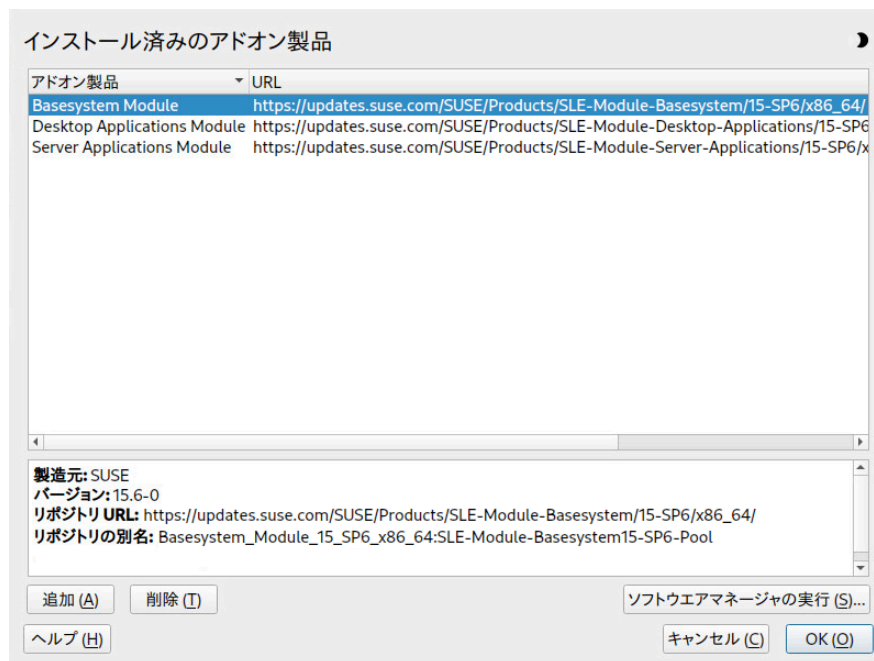 インストール済みのアドオン製品
アドオン製品 URL
Basesystem Module https://updates.suse.com/SUSE/Products/SLE-Module-Basesystem/15-SP6/x86_64/
Desktop Applications Module https://updates.suse.com/SUSE/Products/SLE-Module-Desktop-Applications/15-SP6
Server Applications Module https://updates.suse.com/SUSE/Products/SLE-Module-Server-Applications/15-SP6/x
製造元: SUSE
バージョン: 15.6-0
リポジトリ URL: https://updates.suse.com/SUSE/Products/SLE-Module-Basesystem/15-SP6/x86_64/
リポジトリの別名: Basesystem_Module_15_SP6_x86_64:SLE-Module-Basesystem15-SP6-Pool
追加 (A) 削除 (T) ソフトウエアマネージャの実行 (S)...
ヘルプ (H) キャンセル (C) OK (O)